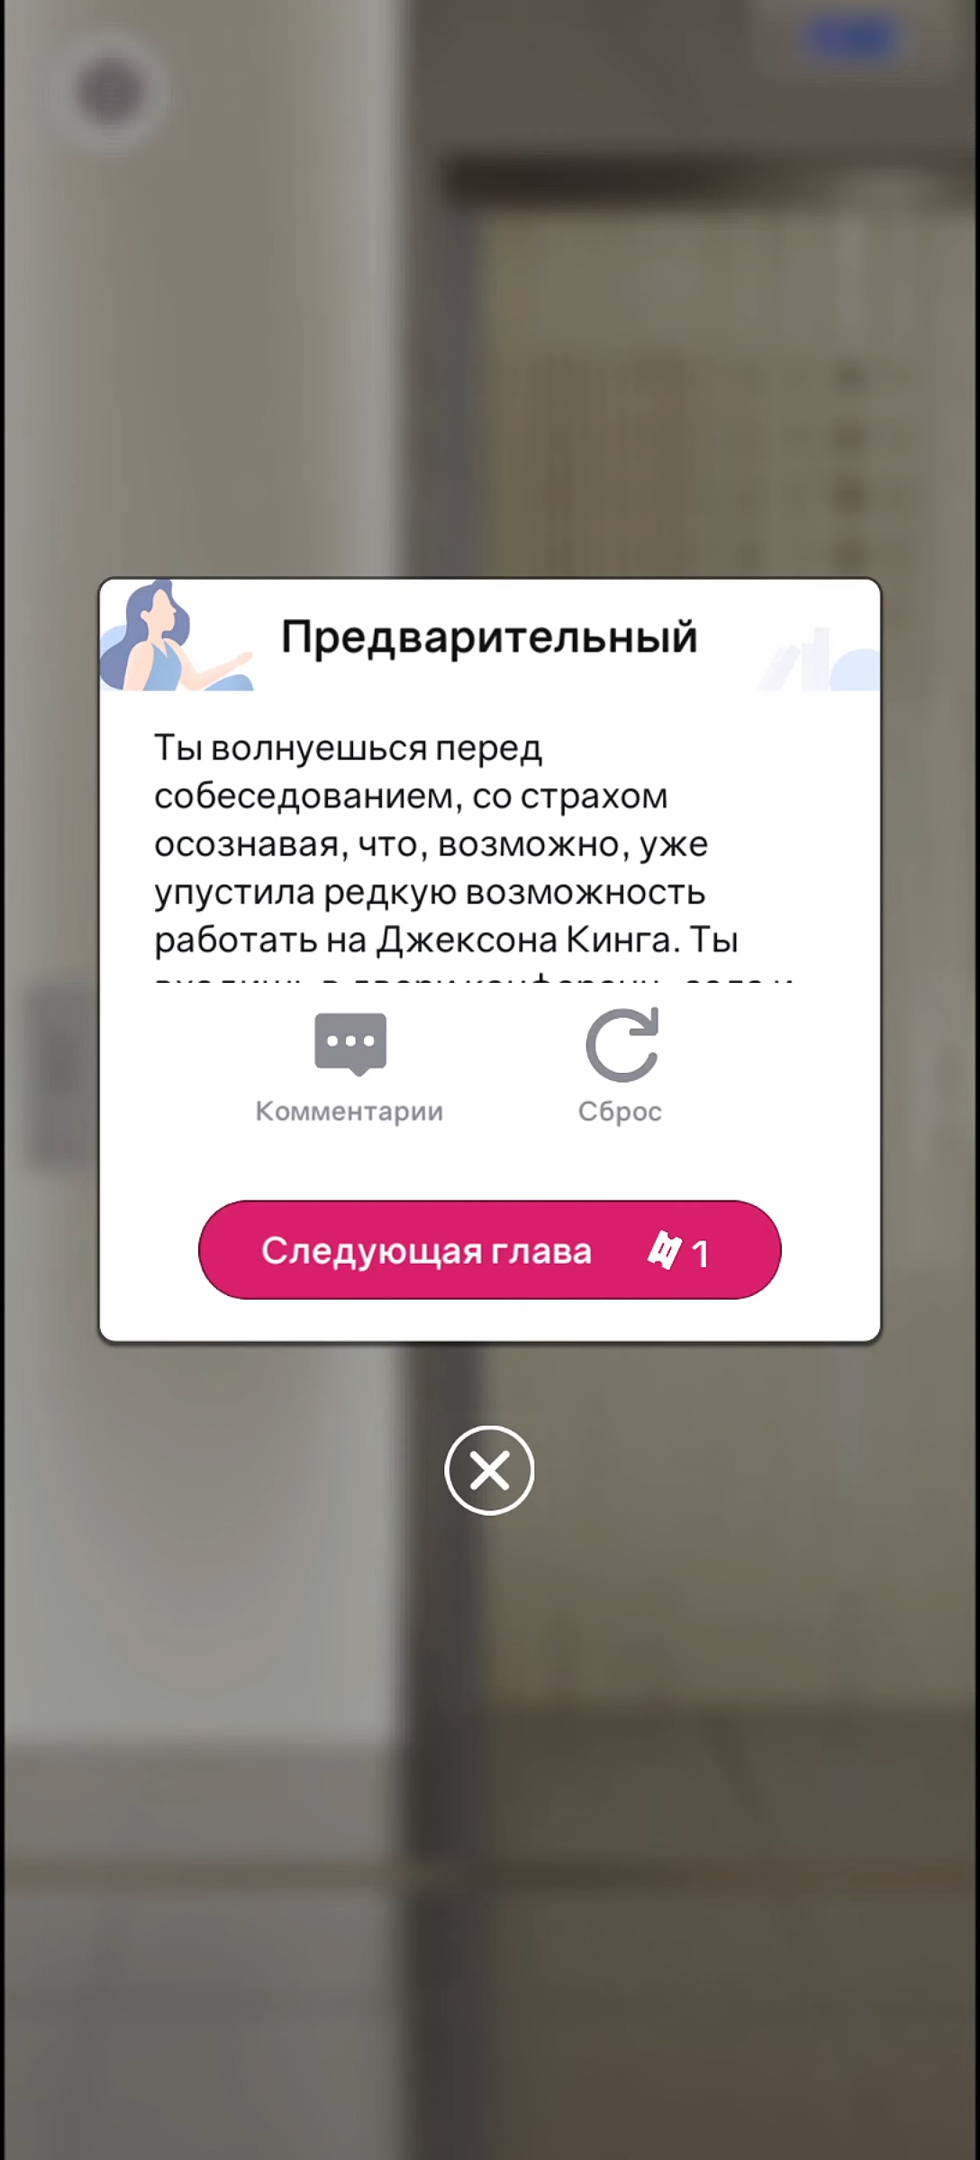 Предварительный
Ты волнуешься перед
собеседованием, со страхом
осознавая, что, возможно, уже
упустила редкую возможность
работать на Джексона Кинга. Ты
Комментарии
Сброс
Следующая глава 1